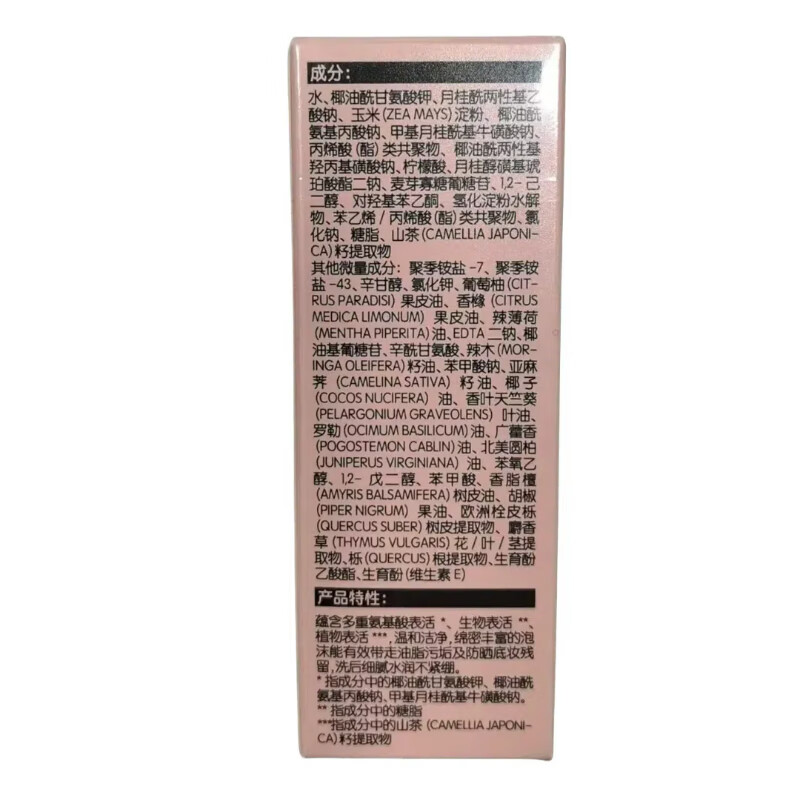 成分：
水、椰油酰甘氨酸钾、月桂酰两性基乙
酸钠、玉米(ZEA MAYS)淀粉、椰油酰
氨基丙酸钠、甲基月桂酰基牛磺酸钠、
丙烯酸（酯）类共聚物、椰油酰两性基
羟丙基磺酸钠、柠檬酸、月桂醇磺基琥
珀酸酯二钠、麦芽寡糖葡糖苷、1,2-己
二醇、对羟基苯乙酮、氢化淀粉水解
物、苯乙烯/丙烯酸(酯)类共聚物、氯
化钠、糖脂、山茶(CAMELLIA JAPONI-
CA)籽提取物
其他微量成分：聚季铵盐-7、聚季铵
盐-43、辛甘醇、氯化钾、葡萄柚(CIT-
RUS PARADISI)果皮油、香橼(CITRUS
MEDICA LIMONUM)果皮油、辣薄荷
(MENTHA PIPERITA)油、EDTA二钠、椰
油基葡糖苷、辛酰甘氨酸、辣木(MOR-
INGA OLEIFERA)籽油、苯甲酸钠、亚麻
荠(CAMELINA SATIVA)籽油、椰子
(COCOS NUCIFERA)油、香叶天竺葵
(PELARGONIUM GRAVEOLENS)叶油、
罗勒(OCIMUM BASILICUM)油、广藿香
(POGOSTEMON CABLIN)油、北美圆柏
(JUNIPERUS VIRGINIANA)油、苯氧乙
醇、1,2-戊二醇、苯甲酸、香脂檀
(AMYRIS BALSAMIFERA)树皮油、胡椒
(PIPER NIGRUM)果油、欧洲栓皮栎
(QUERCUS SUBER)树皮提取物、麝香
草(THYMUS VULGARIS)花/叶/茎提
取物、栎(QUERCUS)根提取物、生育酚
乙酸酯、生育酚(维生素E)
产品特性：
蕴含多重氨基酸表活*、生物表活**、
植物表活***，温和洁净，绵密丰富的泡
沫能有效带走油脂污垢及防晒底妆残
留，洗后细腻水润不紧绷。
*指成分中的椰油酰甘氨酸钾、椰油酰
氨基丙酸钠、甲基月桂酰基牛磺酸钠。
**指成分中的糖脂
***指成分中的山茶(CAMELLIA JAPONI-
CA)籽提取物